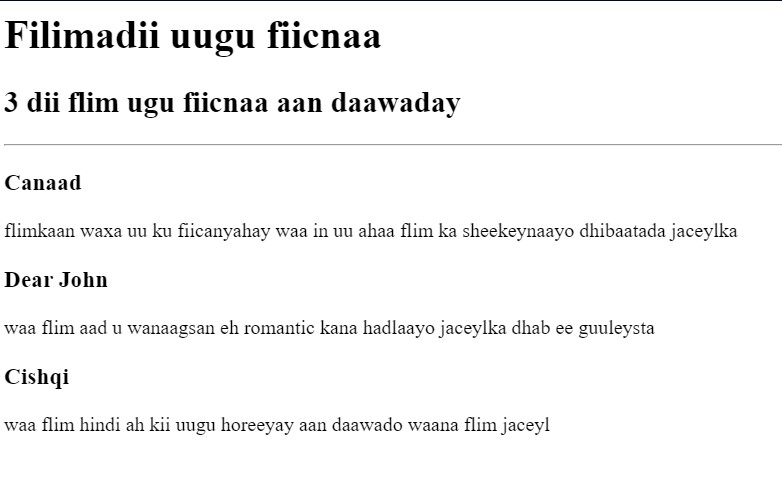 Filimadii uugu fiicnaa
3 dii flim ugu fiicnaa aan daawaday
Canaad
flimkaan waxa uu ku fiicanyahay waa in uu ahaa flim ka sheekeynaayo dhibaatada jaceylka
Dear John
waa flim aad u wanaagsan eh romantic kana hadlaayo jaceylka dhab ee guuleysta
Cishqi
waa flim hindi ah kii uugu horeeyay aan daawado waana flim jaceyl